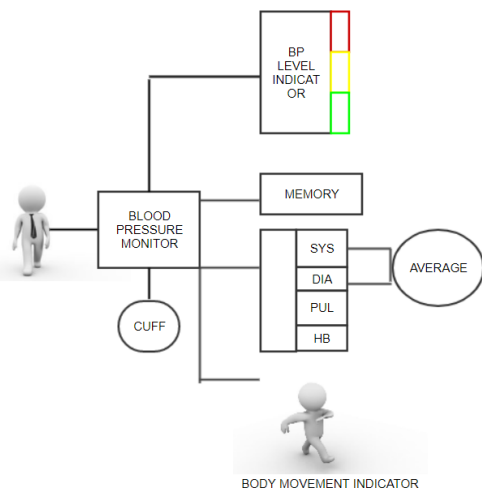 BP
LEVEL
INDICAT
OR
MEMORY
BLOOD
PRESSURE
MONITOR
SYS
DIA
PUL
HB
AVERAGE
CUFF
BODY MOVEMENT INDICATOR